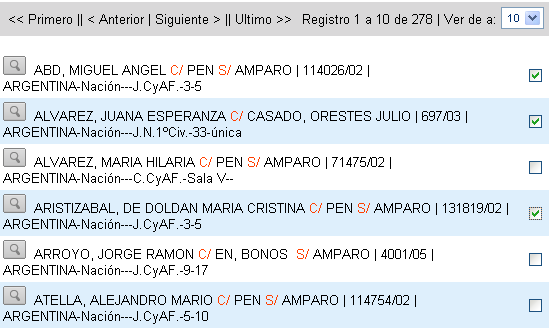 << Primero || < Anterior | Siguiente > || Ultimo >> Registro 1 a 10 de 278 | Ver de a: 10
ABD, MIGUEL ANGEL C/ PEN S/ AMPARO | 114026/02 |
ARGENTINA-Nación---J.CyAF.-3-5
ALVAREZ, JUANA ESPERANZA C/ CASADO, ORESTES JULIO | 697/03 |
ARGENTINA-Nación---J.N.1ºCiv.-33-única
ALVAREZ, MARIA HILARIA C/ PEN S/ AMPARO | 71475/02 |
ARGENTINA-Nación---C.CyAF.-Sala V--
ARISTIZABAL, DE DOLDAN MARIA CRISTINA C/ PEN S/ AMPARO | 131819/02 |
ARGENTINA-Nación---J.CyAF.-3-5
ARROYO, JORGE RAMON C/ EN, BONOS S/ AMPARO | 4001/05 |
ARGENTINA-Nación---J.CyAF.-9-17
ATELLA, ALEJANDRO MARIO C/ PEN S/ AMPARO | 114754/02 |
ARGENTINA-Nación---J.CyAF.-5-10